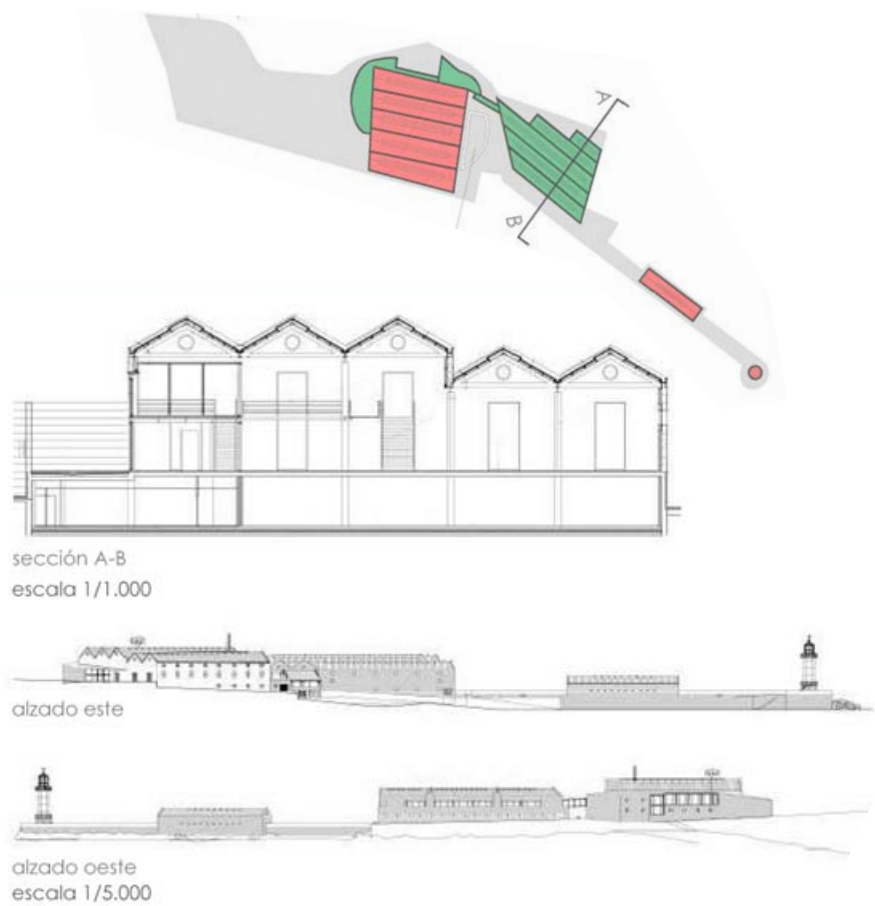 A
B
sección A-B
escala 1/1.000
alzado este
alzado oeste
escala 1/5.000